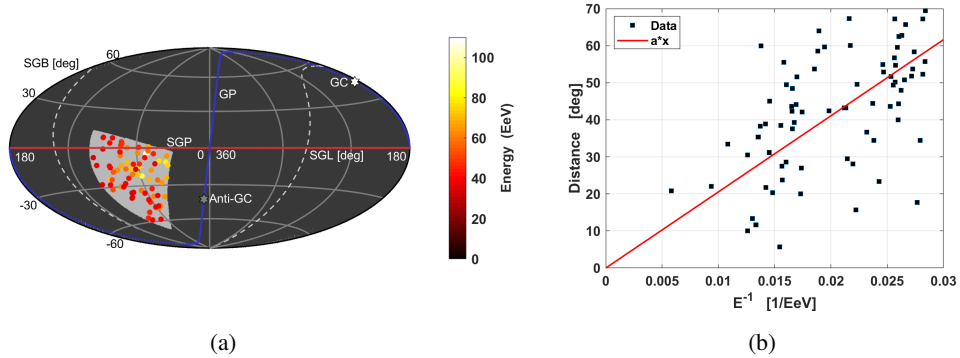 SGB [deg]
60
GC
30
GP
SGP
180
0
360
SGL [deg]
180
-30
Anti-GC
-60
100
80
60
40
20
0
Energy (EeV)
(a)
Data
a*x
70
60
50
40
30
20
10
0
Distance [deg]
0
0.005
0.01
0.015
0.02
0.025
0.03
E⁻¹ [1/EeV]
(b)